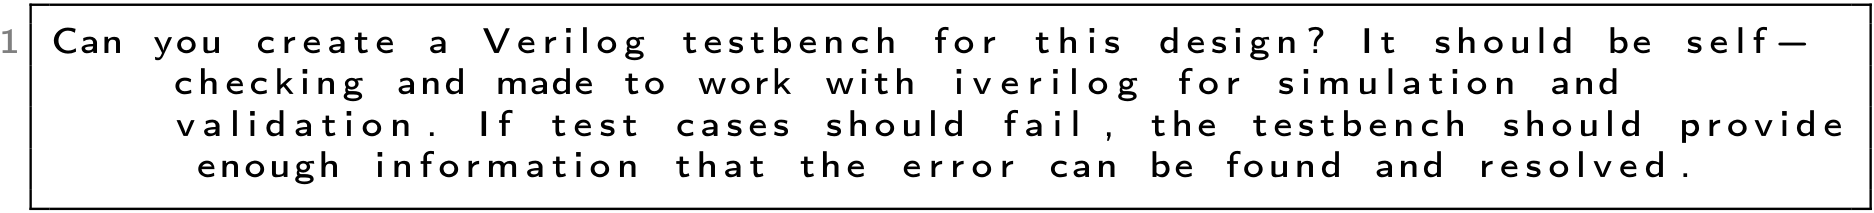 1 Can you create a Verilog testbench for this design? It should be self-
checking and made to work with iverilog for simulation and
validation. If test cases should fail, the testbench should provide
enough information that the error can be found and resolved.